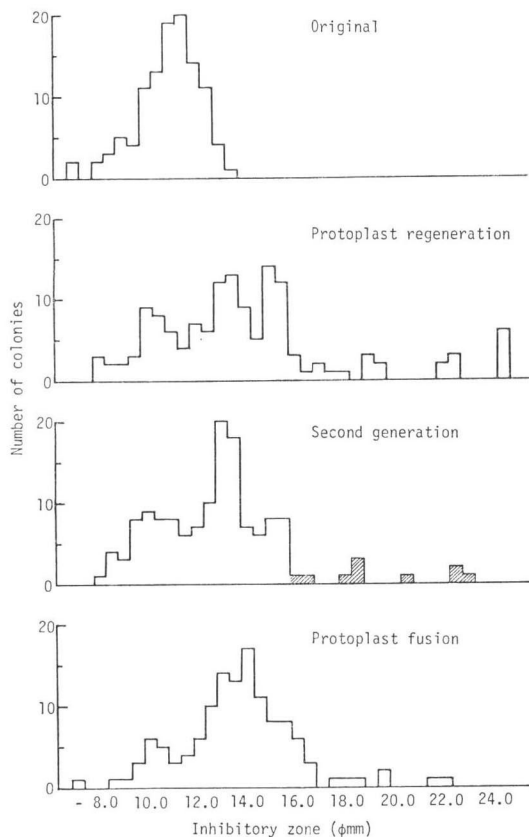 20
Original
10
0
20
Protoplast regeneration
10
0
Number of colonies
20
Second generation
10
0
20
Protoplast fusion
10
0
- 8.0 10.0 12.0 14.0 16.0 18.0 20.0 22.0 24.0
Inhibitory zone (φmm)